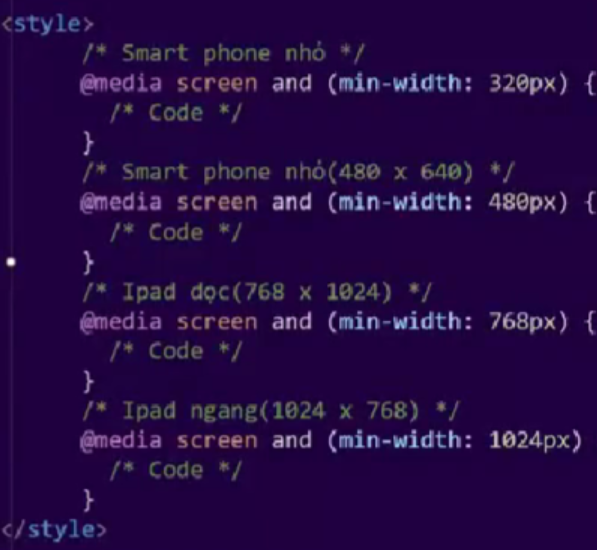 <style>
/* Smart phone nhỏ */
@media screen and (min-width: 320px) {
/* Code */
}
/* Smart phone nhỏ(480 x 640) */
@media screen and (min-width: 480px) {
/* Code */
}
/* Ipad dọc(768 x 1024) */
@media screen and (min-width: 768px) {
/* Code */
}
/* Ipad ngang(1024 x 768) */
@media screen and (min-width: 1024px)
/* Code */
}
</style>